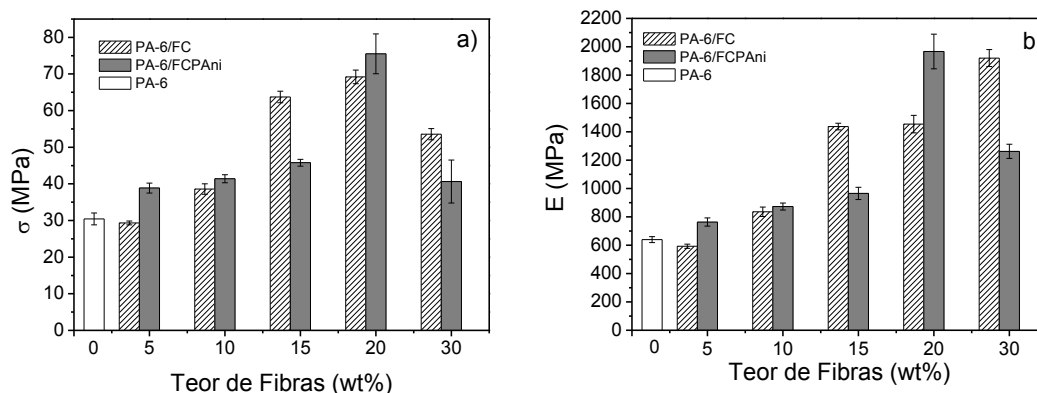 a)
PA-6/FC
PA-6/FCPAni
PA-6
σ (MPa)
80
70
60
50
40
30
20
10
0
0 5 10 15 20 30
Teor de Fibras (wt%)
b
PA-6/FC
PA-6/FCPAni
PA-6
E (MPa)
2200
2000
1800
1600
1400
1200
1000
800
600
400
200
0
0 5 10 15 20 30
Teor de Fibras (wt%)